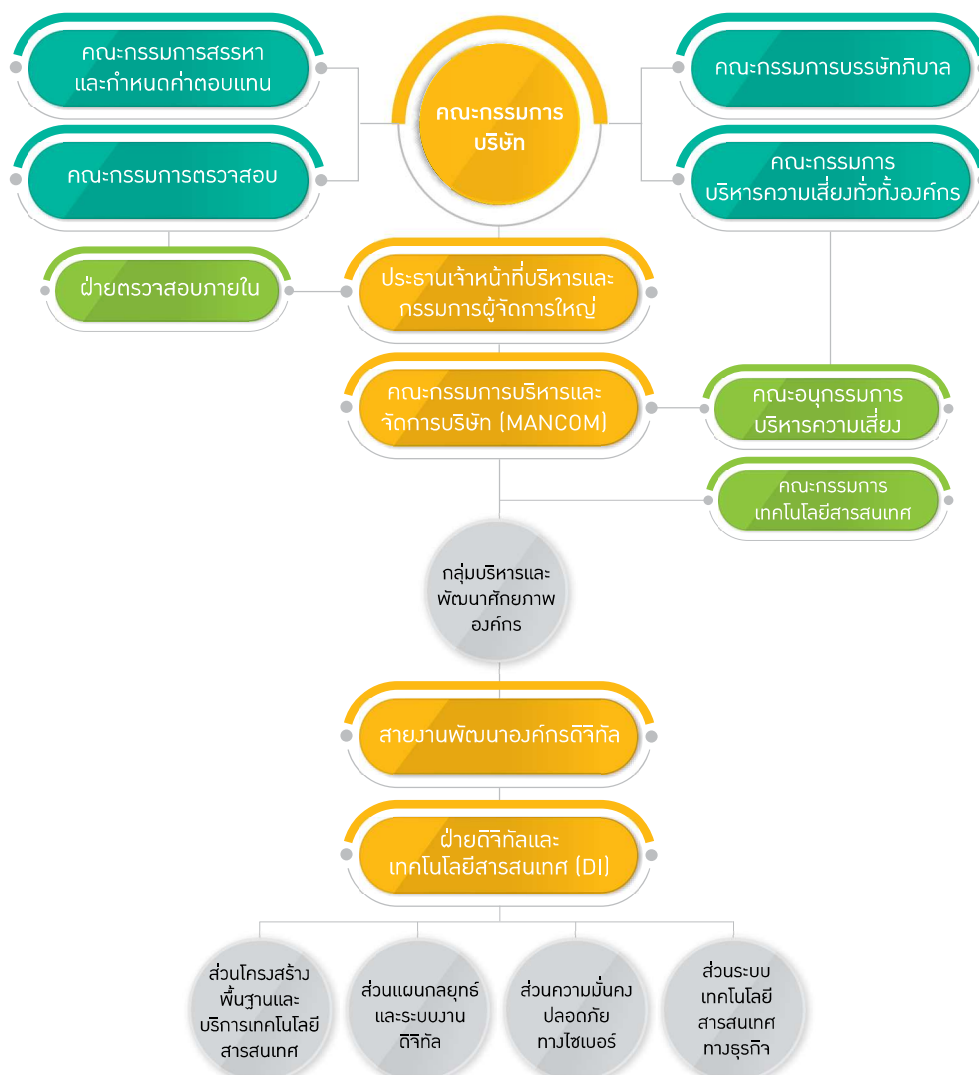 คณะกรรมการสรรหา
และกำหนดค่าตอบแทน
คณะกรรมการ
บริษัท
คณะกรรมการบรรษัทภิบาล
คณะกรรมการตรวจสอบ
คณะกรรมการ
บริหารความเสี่ยงทั่วทั้งองค์กร
ฝ่ายตรวจสอบภายใน
ประธานเจ้าหน้าที่บริหารและ
กรรมการผู้จัดการใหญ่
คณะกรรมการบริหารและ
จัดการบริษัท (MANCOM)
คณะอนุกรรมการ
บริหารความเสี่ยง
คณะกรรมการ
เทคโนโลยีสารสนเทศ
กลุ่มบริหารและ
พัฒนาศักยภาพ
องค์กร
สายงานพัฒนาองค์กรดิจิทัล
ฝ่ายดิจิทัลและ
เทคโนโลยีสารสนเทศ (DI)
ส่วนโครงสร้าง
พื้นฐานและ
บริการเทคโนโลยี
สารสนเทศ
ส่วนแผนกลยุทธ์
และระบบงาน
ดิจิทัล
ส่วนความมั่นคง
ปลอดภัย
ทางไซเบอร์
ส่วนระบบ
เทคโนโลยี
สารสนเทศ
ทางธุรกิจ